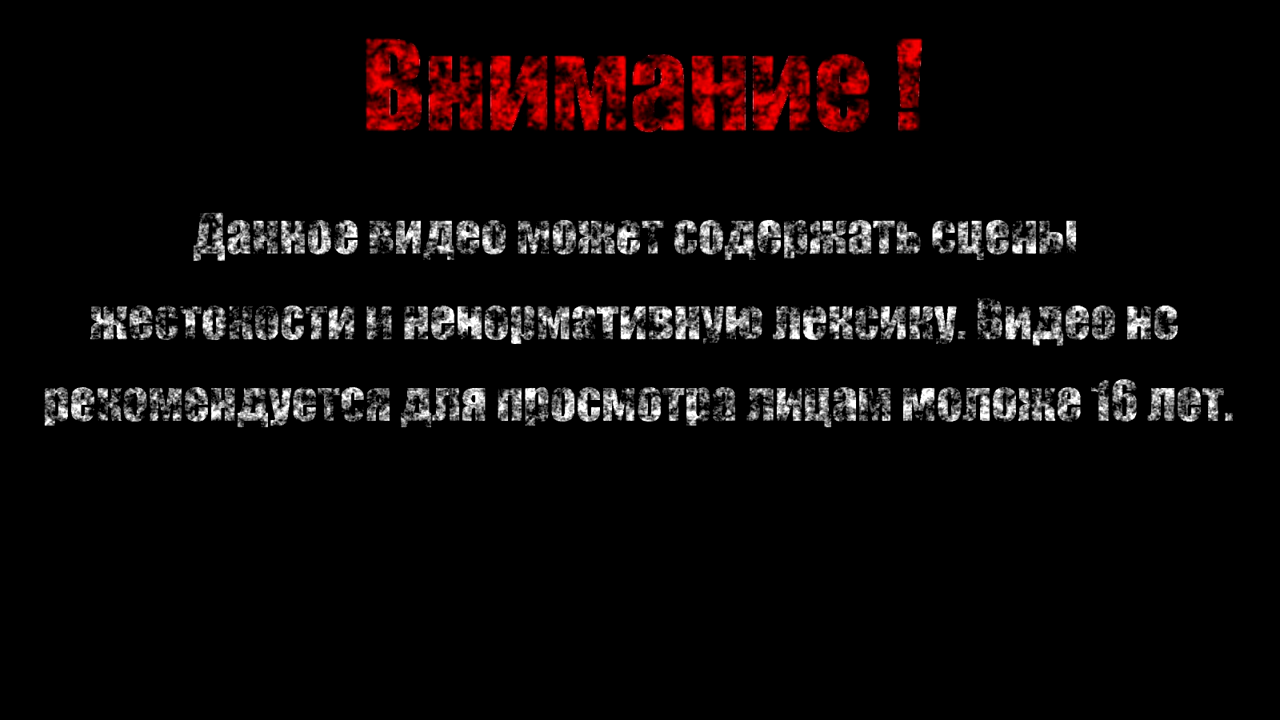 Внимание !
Данное видео может содержать сцены
жестокости и ненормативную лексику. Видео не
рекомендуется для просмотра лицам моложе 16 лет.